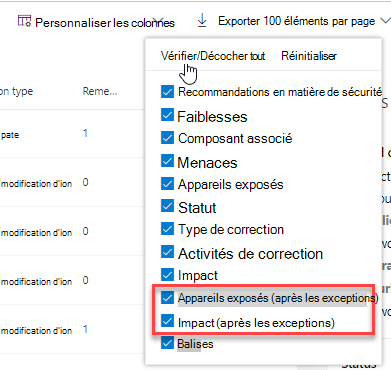 Personnaliser les colonnes
Exporter 100 éléments par page
Vérifier/Décocher tout Réinitialiser
on type Reme...
Recommandations en matière de sécurité
Faiblesses
pate 1
Composant associé
Menaces
modification d'ion 0
Appareils exposés
Statut
modification d'ion 0
Type de correction
Activités de correction
modification d'ion 0
Impact
Appareils exposés (après les exceptions)
Impact (après les exceptions)
modification d'ion 1
Balises